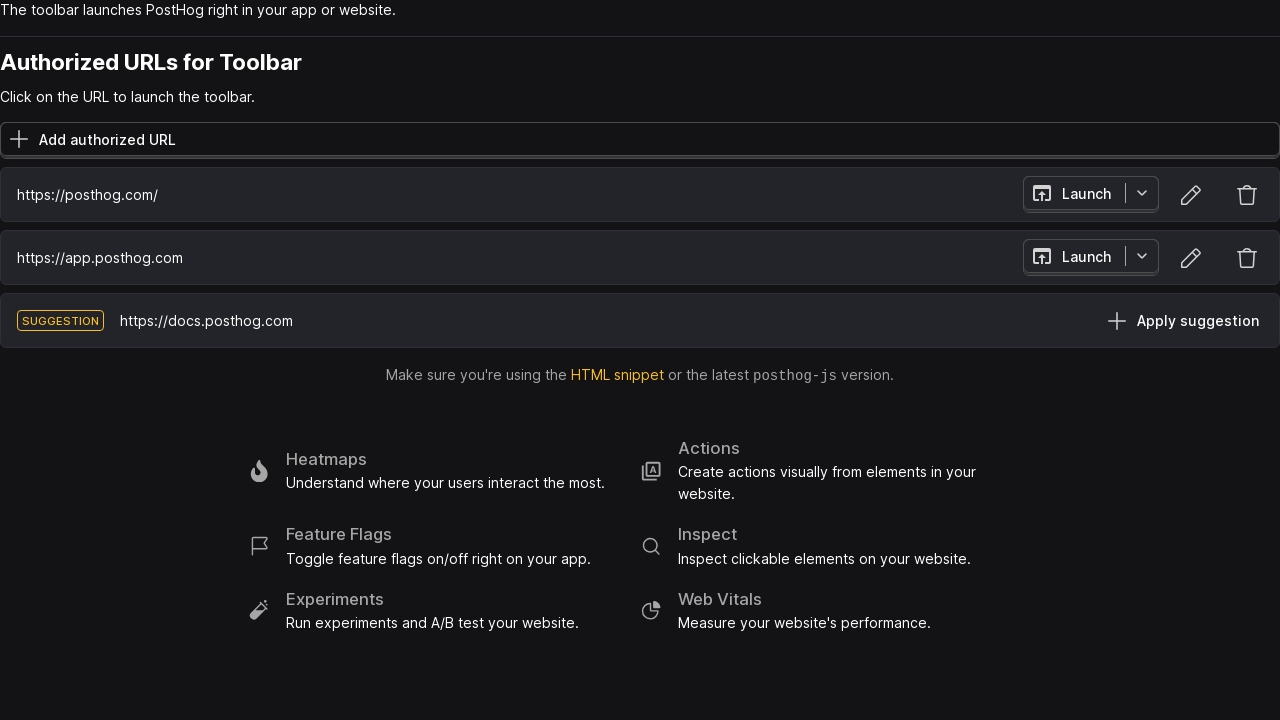 The toolbar launches PostHog right in your app or website.
Authorized URLs for Toolbar
Click on the URL to launch the toolbar.
Add authorized URL
https://posthog.com/
Launch
https://app.posthog.com
Launch
SUGGESTION https://docs.posthog.com
Apply suggestion
Make sure you're using the HTML snippet or the latest posthog-js version.
Heatmaps
Understand where your users interact the most.
Actions
Create actions visually from elements in your
website.
Feature Flags
Toggle feature flags on/off right on your app.
Inspect
Inspect clickable elements on your website.
Experiments
Run experiments and A/B test your website.
Web Vitals
Measure your website's performance.